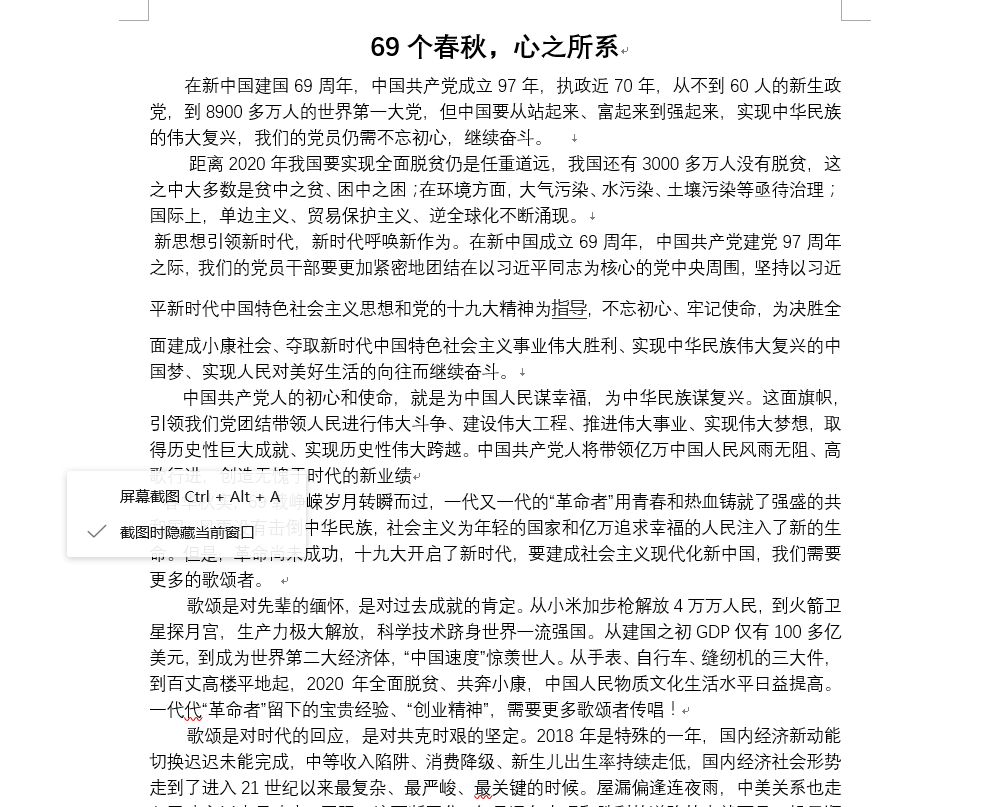 69 个春秋，心之所系
在新中国建国 69 周年，中国共产党成立 97 年，执政近 70 年，从不到 60 人的新生政
党，到 8900 多万人的世界第一大党，但中国要从站起来、富起来到强起来，实现中华民族
的伟大复兴，我们的党员仍需不忘初心，继续奋斗。
距离 2020 年我国要实现全面脱贫仍是任重道远，我国还有 3000 多万人没有脱贫，这
之中大多数是贫中之贫、困中之困；在环境方面，大气污染、水污染、土壤污染等亟待治理；
国际上，单边主义、贸易保护主义、逆全球化不断涌现。
新思想引领新时代，新时代呼唤新作为。在新中国成立 69 周年，中国共产党建党 97 周年
之际，我们的党员干部要更加紧密地团结在以习近平同志为核心的党中央周围，坚持以习近
平新时代中国特色社会主义思想和党的十九大精神为指导，不忘初心、牢记使命，为决胜全
面建成小康社会、夺取新时代中国特色社会主义事业伟大胜利、实现中华民族伟大复兴的中
国梦、实现人民对美好生活的向往而继续奋斗。
中国共产党人的初心和使命，就是为中国人民谋幸福，为中华民族谋复兴。这面旗帜，
引领我们党团结带领人民进行伟大斗争、建设伟大工程、推进伟大事业、实现伟大梦想，取
得历史性巨大成就、实现历史性伟大跨越。中国共产党人将带领亿万中国人民风雨无阻、高
歌行进，创造无愧于时代的新业绩
屏幕截图 Ctrl + Alt + A
嵘岁月转瞬而过，一代又一代的“革命者”用青春和热血铸就了强盛的共
截图时隐藏当前窗口
中华民族，社会主义为年轻的国家和亿万追求幸福的人民注入了新的生
命。但是，革命尚未成功，十九大开启了新时代，要建成社会主义现代化新中国，我们需要
更多的歌颂者。
歌颂是对先辈的缅怀，是对过去成就的肯定。从小米加步枪解放 4 万万人民，到火箭卫
星探月宫，生产力极大解放，科学技术跻身世界一流强国。从建国之初 GDP 仅有 100 多亿
美元，到成为世界第二大经济体，“中国速度”惊羡世人。从手表、自行车、缝纫机的三大件，
到百丈高楼平地起，2020 年全面脱贫、共奔小康，中国人民物质文化生活水平日益提高。
一代代“革命者”留下的宝贵经验、“创业精神”，需要更多歌颂者传唱！
歌颂是对时代的回应，是对共克时艰的坚定。2018 年是特殊的一年，国内经济新动能
切换迟迟未能完成，中等收入陷阱、消费降级、新生儿出生率持续走低，国内经济社会形势
走到了进入 21 世纪以来最复杂、最严峻、最关键的时候。屋漏偏逢连夜雨，中美关系也走